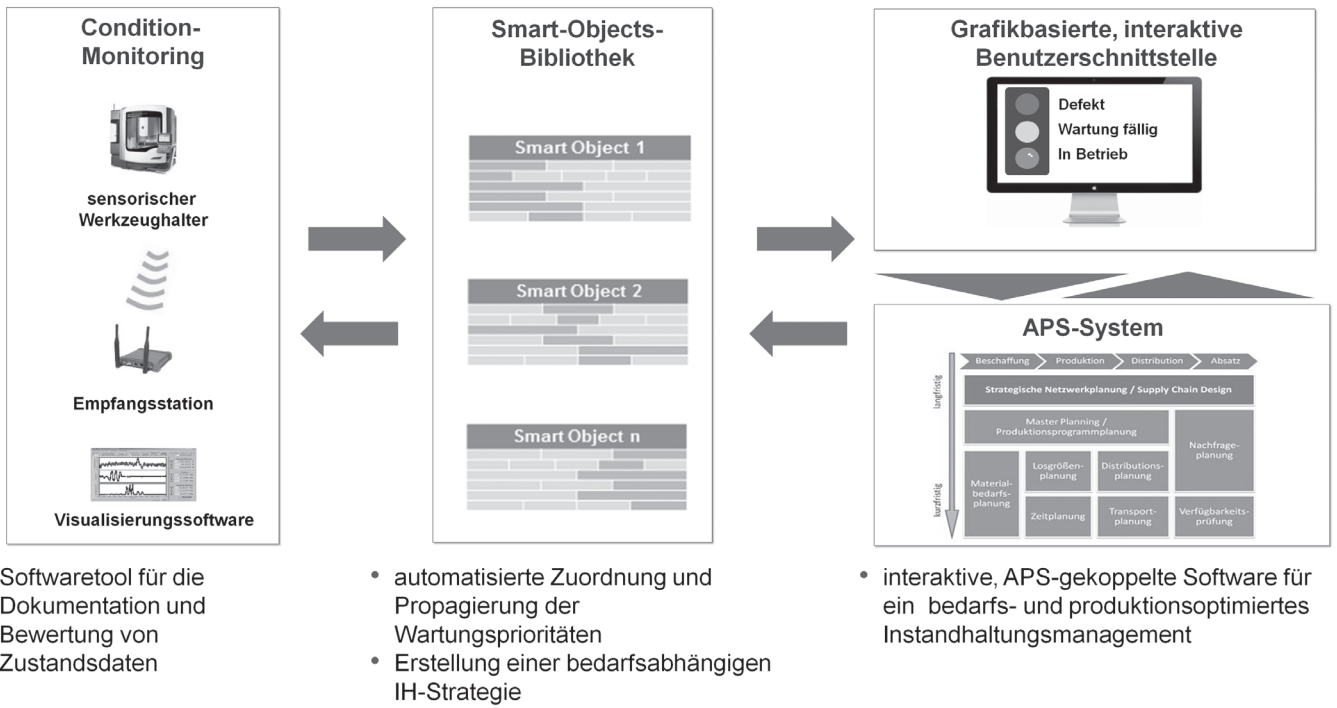 Condition-
Monitoring
sensorischer
Werkzeughalter
Empfangsstation
Visualisierungssoftware
Softwaretool für die
Dokumentation und
Bewertung von
Zustandsdaten
Smart-Objects-
Bibliothek
Smart Object 1
Smart Object 2
Smart Object n
• automatisierte Zuordnung und
Propagierung der
Wartungsprioritäten
• Erstellung einer bedarfsabhängigen
IH-Strategie
Grafikbasierte, interaktive
Benutzerschnittstelle
Defekt
Wartung fällig
In Betrieb
APS-System
langfristig
kurzfristig
Beschaffung
Produktion
Distribution
Absatz
Strategische Netzwerkplanung / Supply Chain Design
Master Planning /
Produktionsprogrammplanung
Nachfrage-
planung
Material-
bedarfs-
planung
Losgrößen-
planung
Distributions-
planung
Zeitplanung
Transport-
planung
Verfügbarkeits-
prüfung
• interaktive, APS-gekoppelte Software für
ein bedarfs- und produktionsoptimiertes
Instandhaltungsmanagement